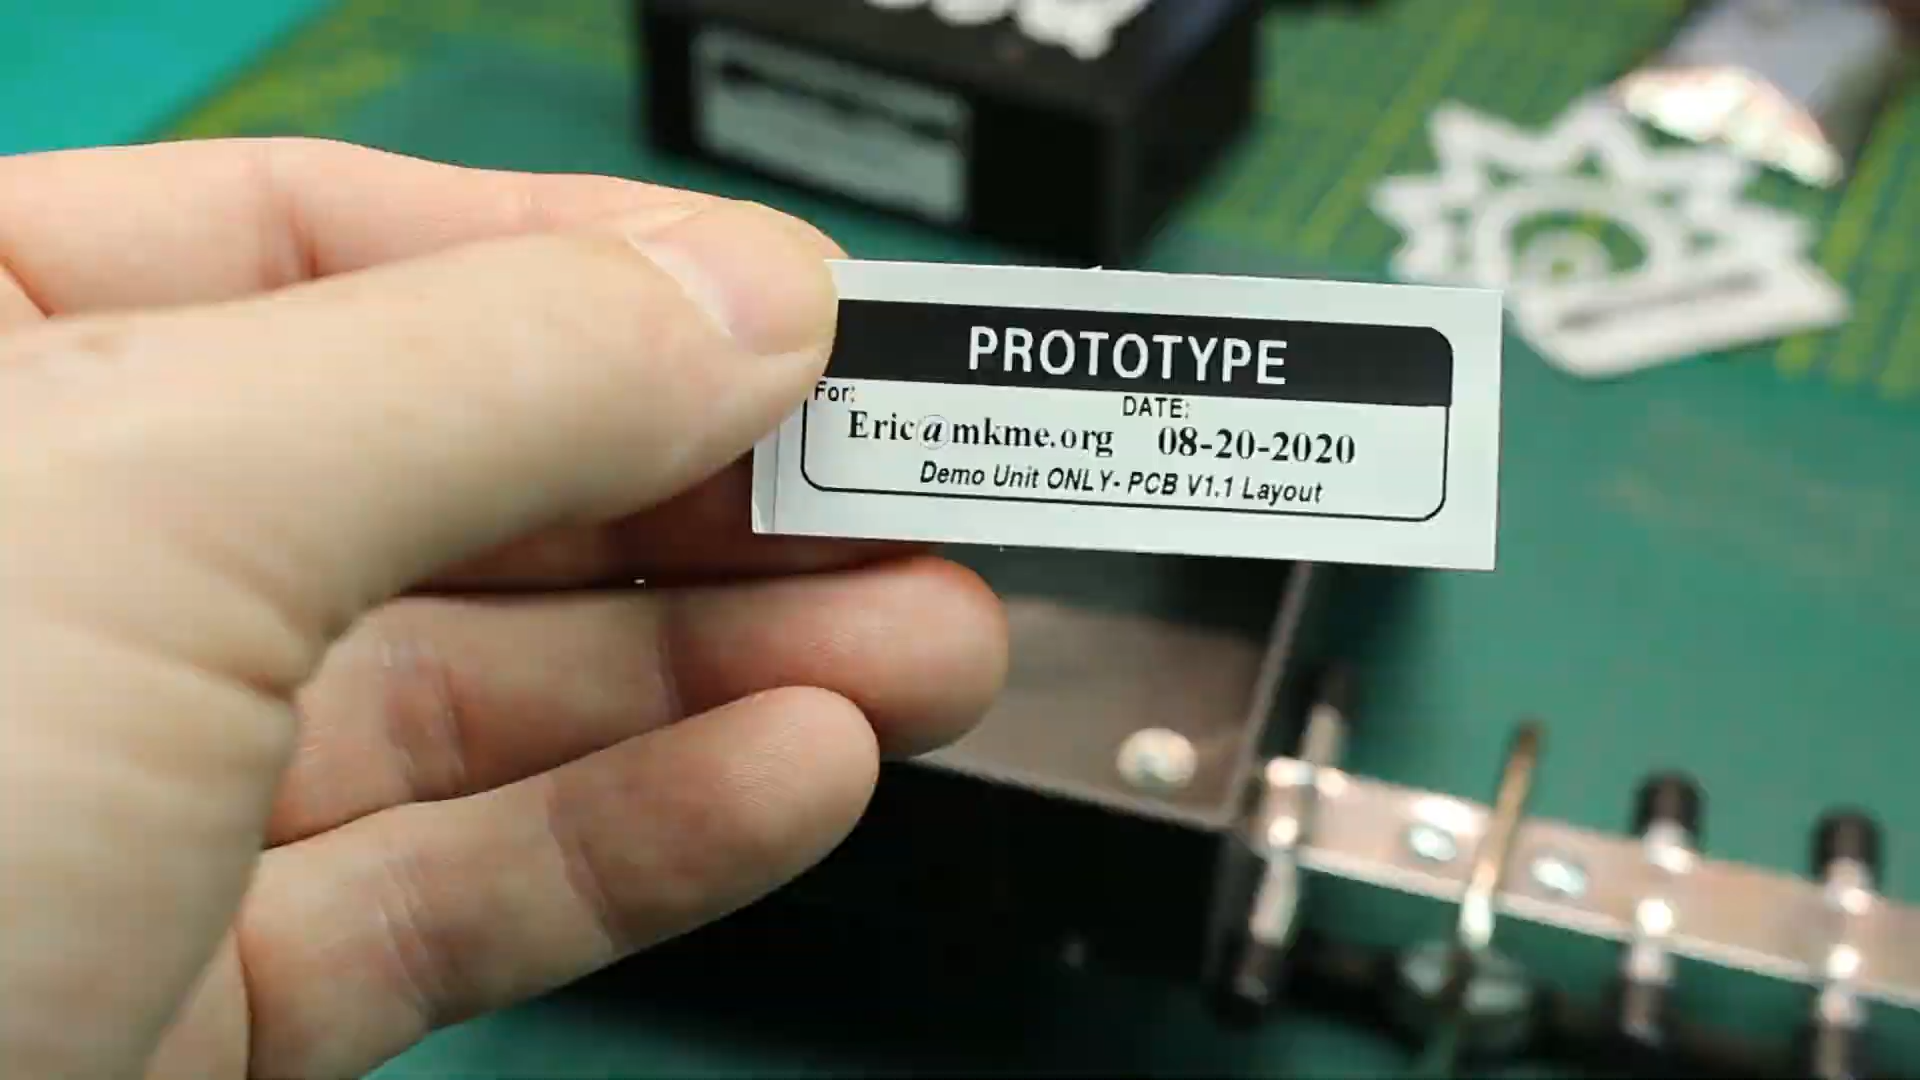 PROTOTYPE
For: DATE:
Eric@mkme.org 08-20-2020
Demo Unit ONLY- PCB V1.1 Layout